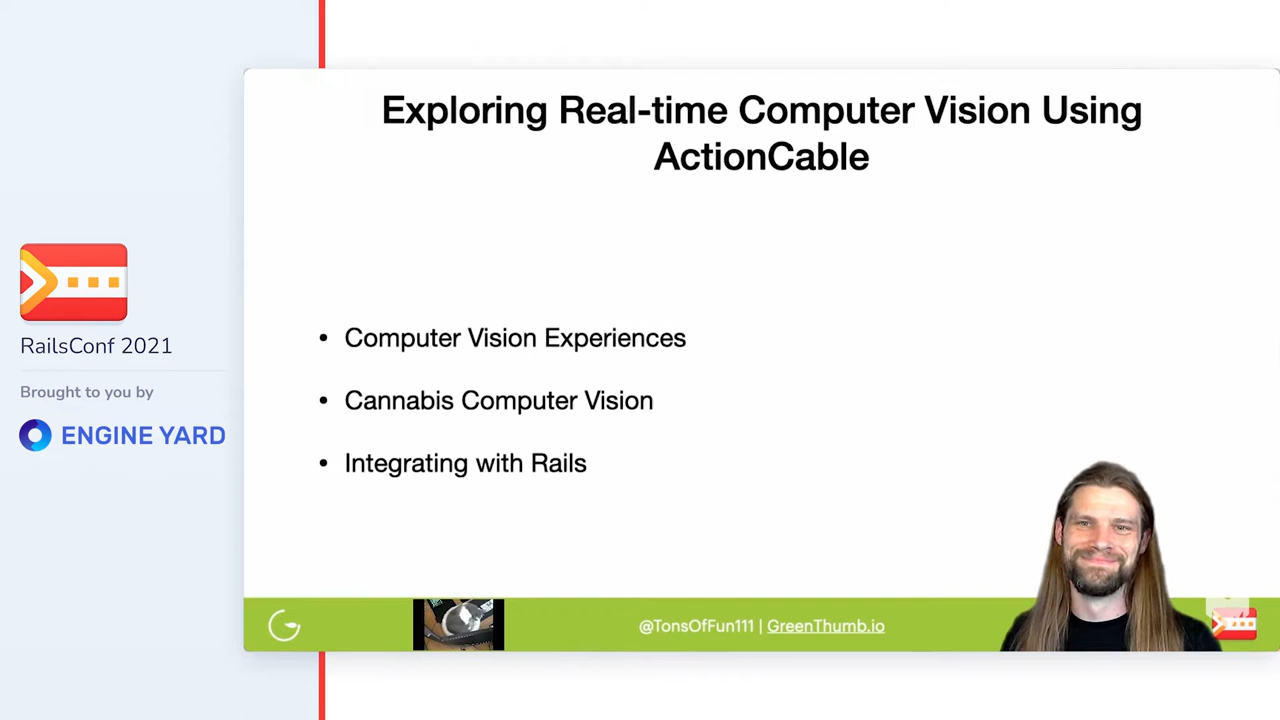 Exploring Real-time Computer Vision Using
ActionCable
• Computer Vision Experiences
• Cannabis Computer Vision
• Integrating with Rails
RailsConf 2021
Brought to you by
ENGINE YARD
@TonsOfFun111 | GreenThumb.io